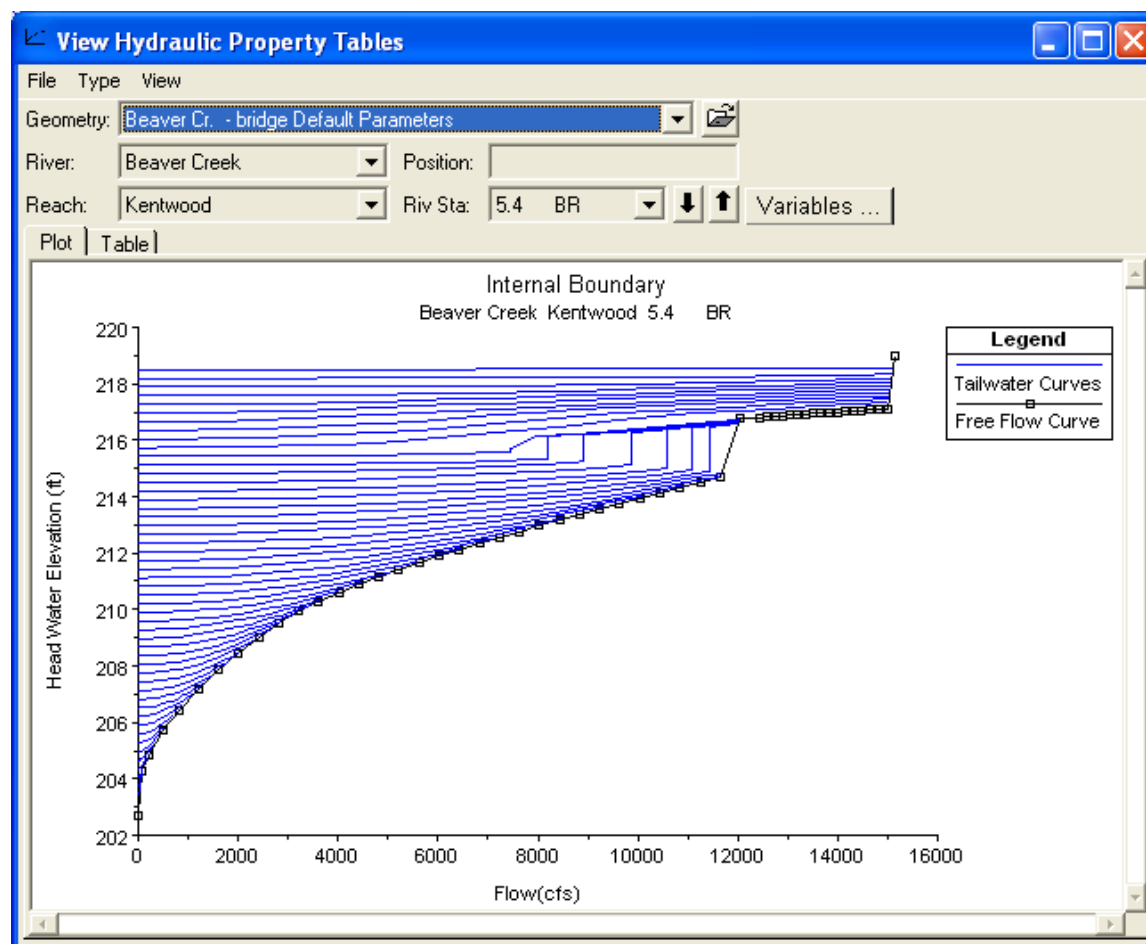 View Hydraulic Property Tables
File Type View
Geometry: Beaver Cr. - bridge Default Parameters
River: Beaver Creek Position:
Reach: Kentwood Riv Sta: 5.4 BR Variables ...
Plot Table
Internal Boundary
Beaver Creek Kentwood 5.4 BR
Legend
Tailwater Curves
Free Flow Curve
Head Water Elevation (ft)
220
218
216
214
212
210
208
206
204
202
0 2000 4000 6000 8000 10000 12000 14000 16000
Flow(cfs)